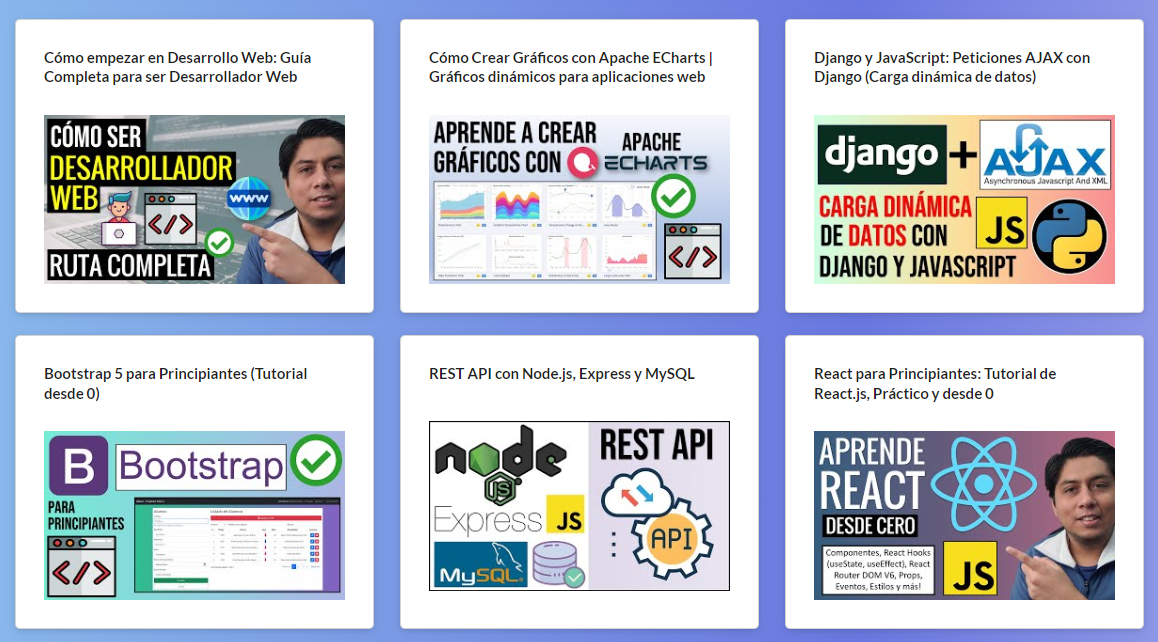 Cómo empezar en Desarrollo Web: Guía
Completa para ser Desarrollador Web
CÓMO SER
DESARROLLADOR
WEB
WWW
</>
RUTA COMPLETA
Cómo Crear Gráficos con Apache ECharts |
Gráficos dinámicos para aplicaciones web
APRENDE A CREAR
GRÁFICOS CON
APACHE
ECHARTS
</>
Django y JavaScript: Peticiones AJAX con
Django (Carga dinámica de datos)
django
+
AJAX
Asynchronous Javascript And XML
CARGA DINÁMICA
DE DATOS CON
DJANGO Y JAVASCRIPT
JS
Bootstrap 5 para Principiantes (Tutorial
desde 0)
B
Bootstrap
PARA
PRINCIPIANTES
</>
REST API con Node.js, Express y MySQL
node
JS
Express
JS
MySQL
REST API
API
React para Principiantes: Tutorial de
React.js, Práctico y desde 0
APRENDE
REACT
DESDE CERO
Componentes, React Hooks
(useState, useEffect), React
Router DOM V6, Props,
Eventos, Estilos y más!
JS